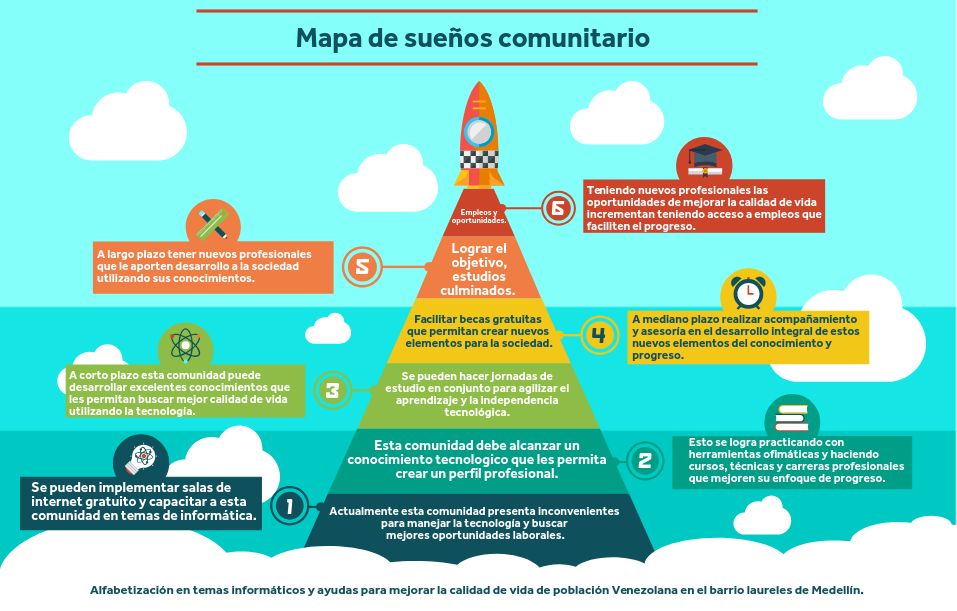 Mapa de sueños comunitario
Empleos y
oportunidades.
6
Teniendo nuevos profesionales las
oportunidades de mejorar la calidad de vida
incrementan teniendo acceso a empleos que
faciliten el progreso.
A largo plazo tener nuevos profesionales
que le aporten desarrollo a la sociedad
utilizando sus conocimientos.
5
Lograr el
objetivo,
estudios
culminados.
Facilitar becas gratuitas
que permitan crear nuevos
elementos para la sociedad.
4
A mediano plazo realizar acompañamiento
y asesoría en el desarrollo integral de estos
nuevos elementos del conocimiento y
progreso.
A corto plazo esta comunidad puede
desarrollar excelentes conocimientos que
les permitan buscar mejor calidad de vida
utilizando la tecnologia.
3
Se pueden hacer jornadas de
estudio en conjunto para agilizar el
aprendizaje y la independencia
tecnológica.
Esta comunidad debe alcanzar un
conocimiento tecnologico que les permita
crear un perfil profesional.
2
Esto se logra practicando con
herramientas ofimáticas y haciendo
cursos, técnicas y carreras profesionales
que mejoren su enfoque de progreso.
Se pueden implementar salas de
internet gratuito y capacitar a esta
comunidad en temas de informática.
1
Actualmente esta comunidad presenta inconvenientes
para manejar la tecnología y buscar
mejores oportunidades laborales.
Alfabetización en temas informáticos y ayudas para mejorar la calidad de vida de población Venezolana en el barrio laureles de Medellín.